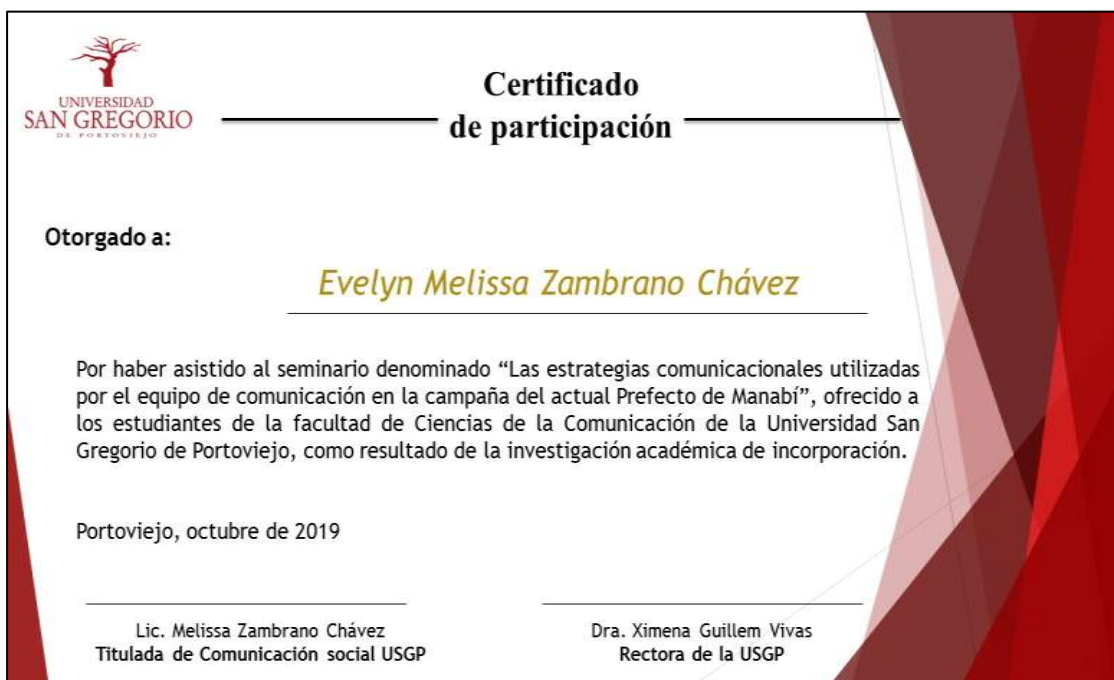 UNIVERSIDAD
SAN GREGORIO
DE PORTOVIEJO
Certificado
de participación
Otorgado a:
Evelyn Melissa Zambrano Chávez
Por haber asistido al seminario denominado “Las estrategias comunicacionales utilizadas
por el equipo de comunicación en la campaña del actual Prefecto de Manabí”, ofrecido a
los estudiantes de la facultad de Ciencias de la Comunicación de la Universidad San
Gregorio de Portoviejo, como resultado de la investigación académica de incorporación.
Portoviejo, octubre de 2019
Lic. Melissa Zambrano Chávez
Titulada de Comunicación social USGP
Dra. Ximena Guillem Vivas
Rectora de la USGP